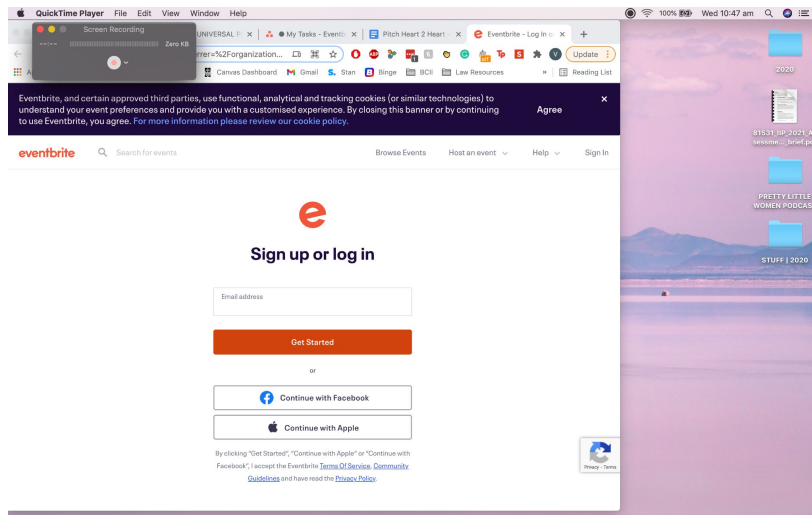 QuickTime Player File Edit View Window Help
100% Wed 10:47 am
Screen Recording
--:-- Zero KB
UNIVERSAL P
My Tasks - Eventb
Pitch Heart 2 Heart
Eventbrite - Log In o
Update
Canvas Dashboard Gmail Stan Binge BCII Law Resources » Reading List
Eventbrite, and certain approved third parties, use functional, analytical and tracking cookies (or similar
technologies) to
understand your event preferences and provide you with a customised experience. By closing this banner
or by continuing
to use Eventbrite, you agree. For more information please review our cookie policy.
Agree
eventbrite Search for events Browse Events Host an event Help Sign In
Sign up or log in
Email address
Get Started
or
Continue with Facebook
Continue with Apple
By clicking "Get Started", "Continue with Apple" or "Continue with
Facebook", I accept the Eventbrite Terms Of Service, Community
Guidelines and have read the Privacy Policy.
Privacy - Terms
2020
81531_IIP_2021_A
sessme..._brief.pd
PRETTY LITTLE
WOMEN PODCAS
STUFF | 2020